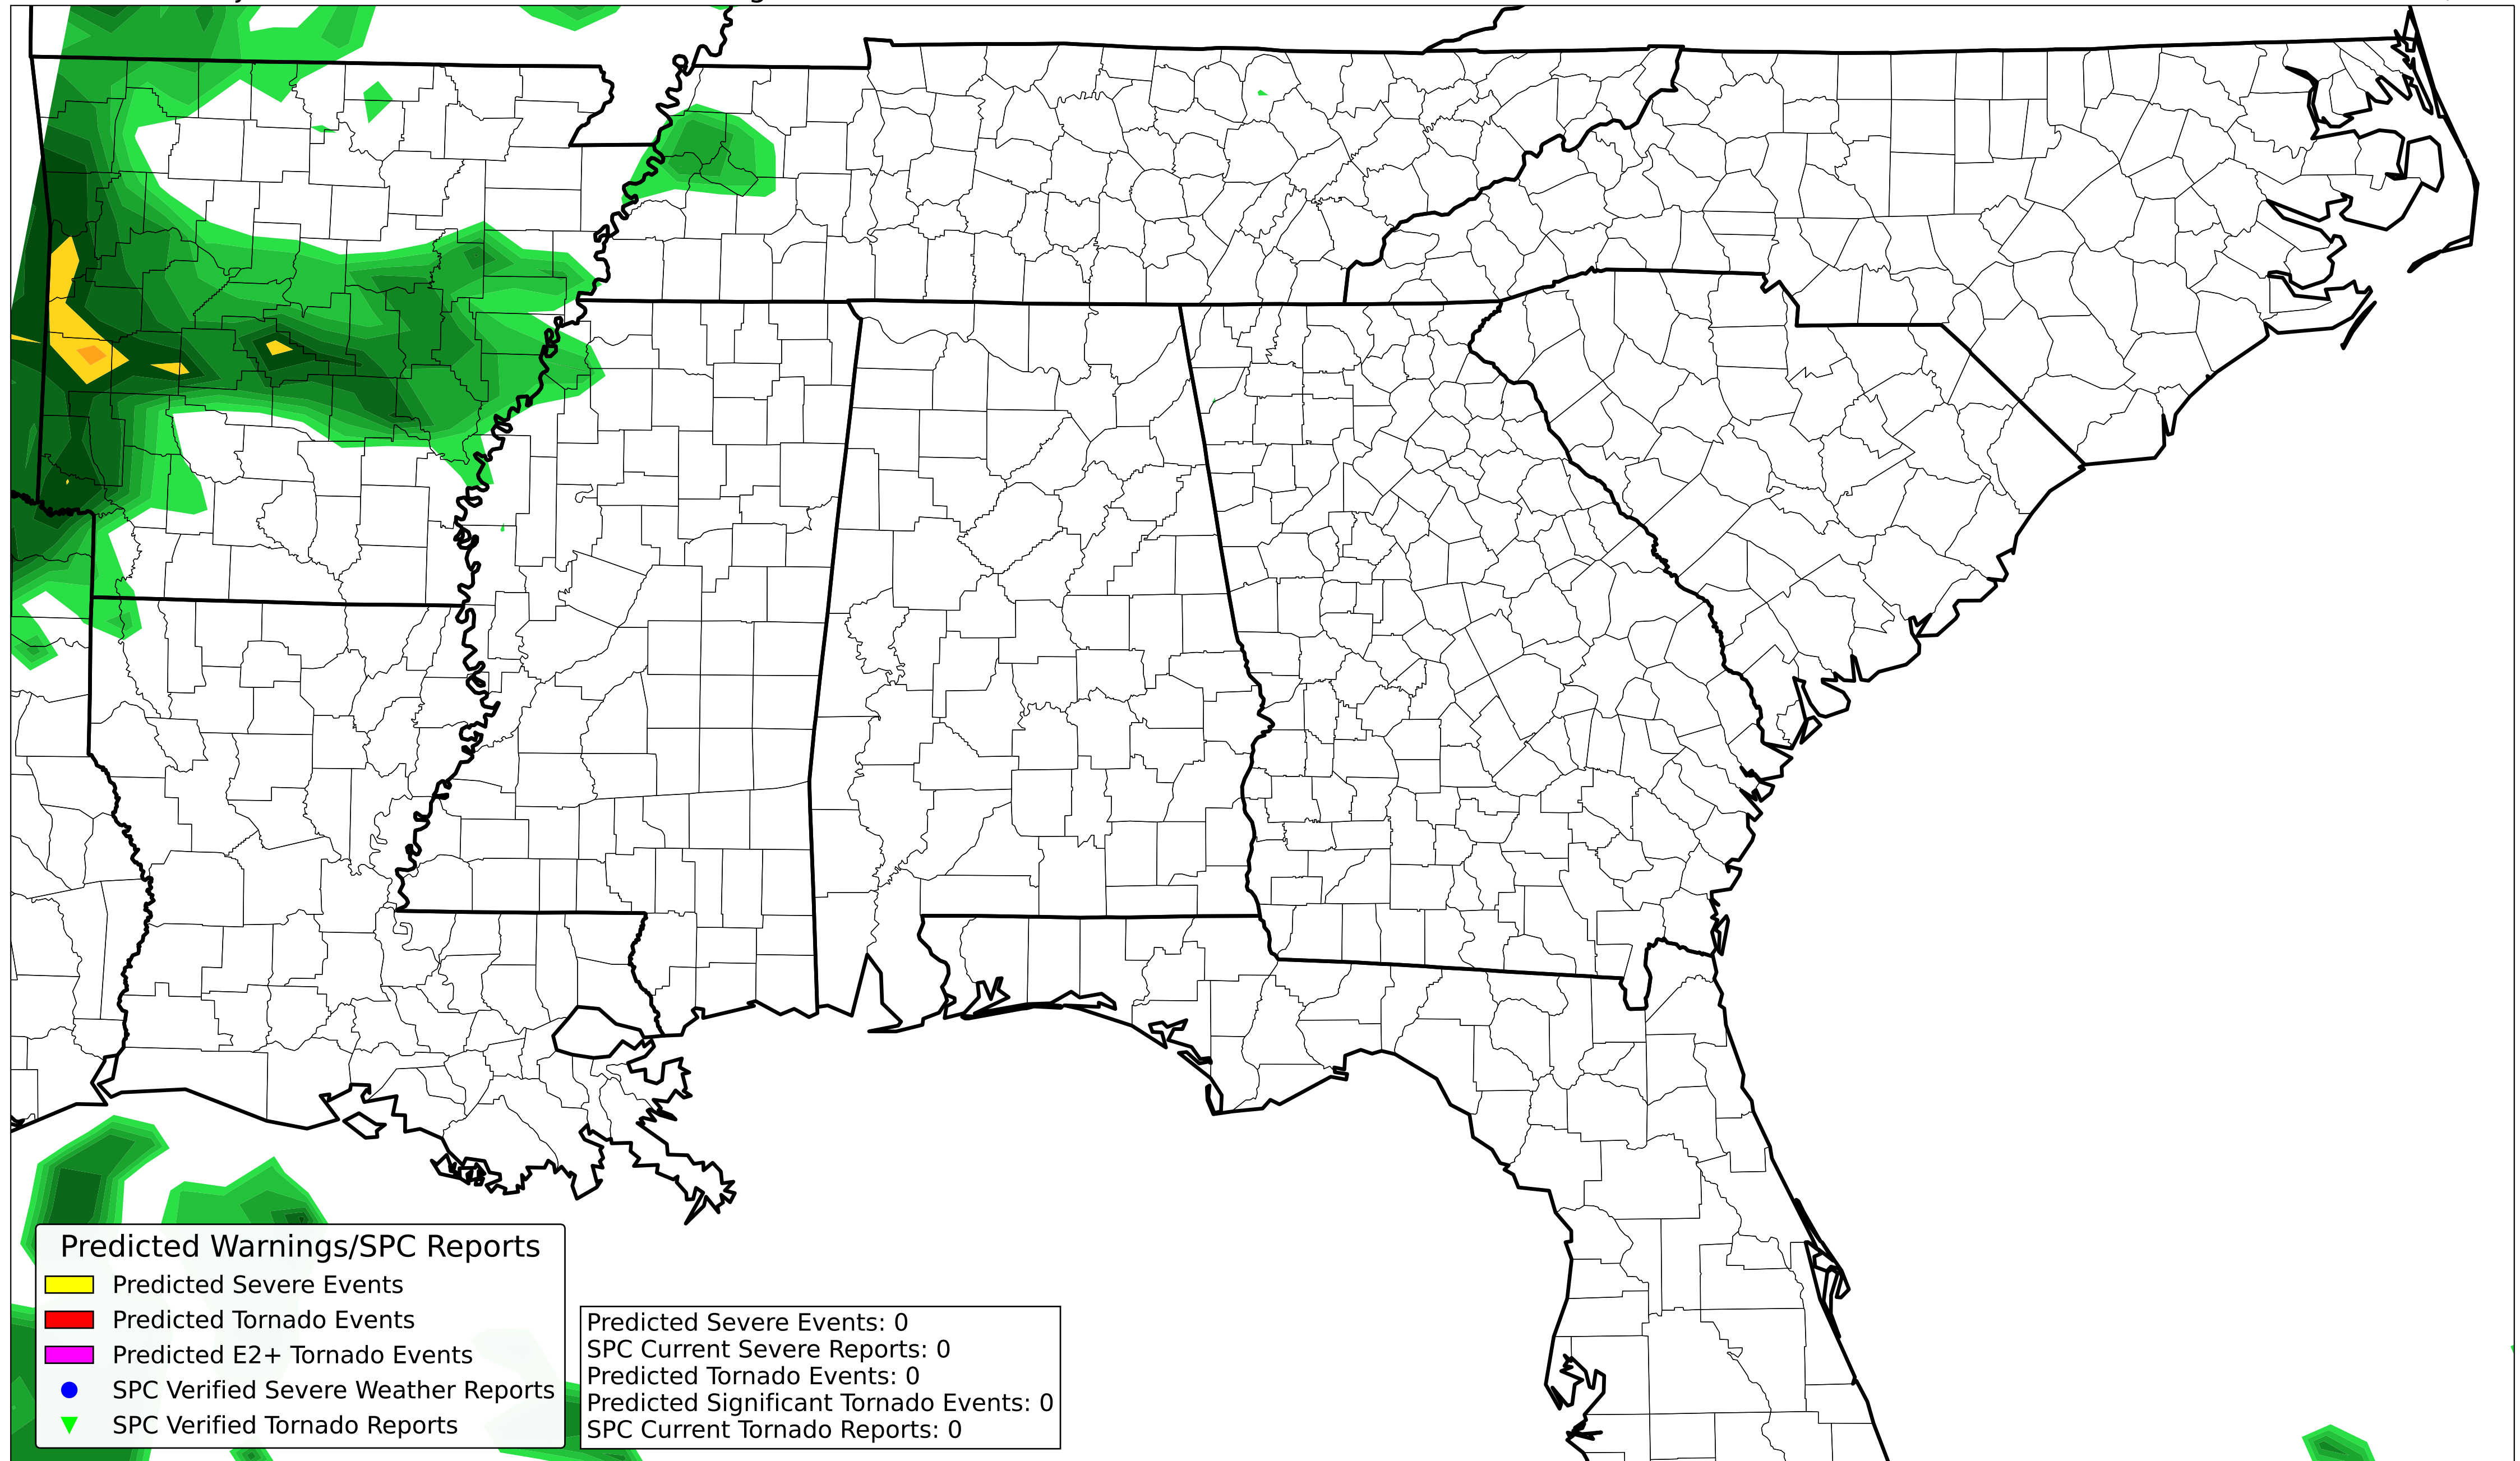 Predicted Warnings/SPC Reports
Predicted Severe Events
Predicted Tornado Events
Predicted E2+ Tornado Events
SPC Verified Severe Weather Reports
SPC Verified Tornado Reports
Predicted Severe Events: 0
SPC Current Severe Reports: 0
Predicted Tornado Events: 0
Predicted Significant Tornado Events: 0
SPC Current Tornado Reports: 0